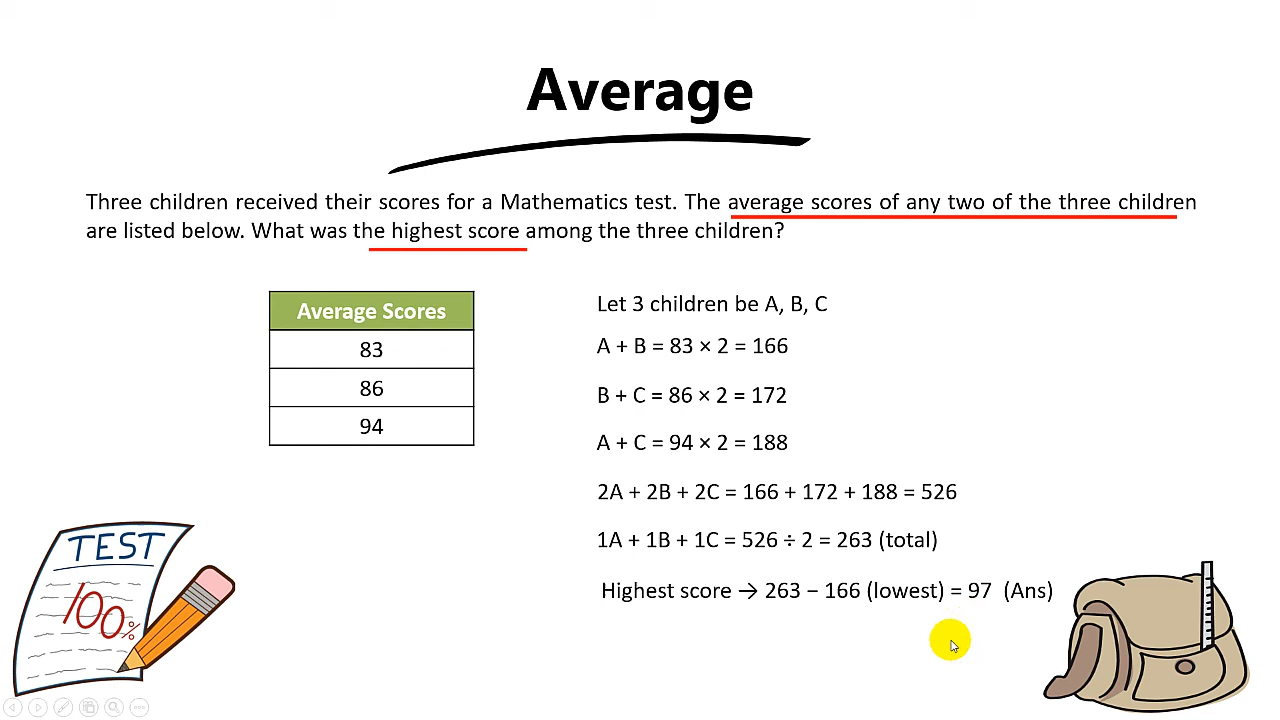 Average
Three children received their scores for a Mathematics test. The average scores of any two of the three children
are listed below. What was the highest score among the three children?
Average Scores
83
86
94
Let 3 children be A, B, C
A + B = 83 × 2 = 166
B + C = 86 × 2 = 172
A + C = 94 × 2 = 188
2A + 2B + 2C = 166 + 172 + 188 = 526
1A + 1B + 1C = 526 ÷ 2 = 263 (total)
Highest score → 263 − 166 (lowest) = 97 (Ans)
TEST
100%